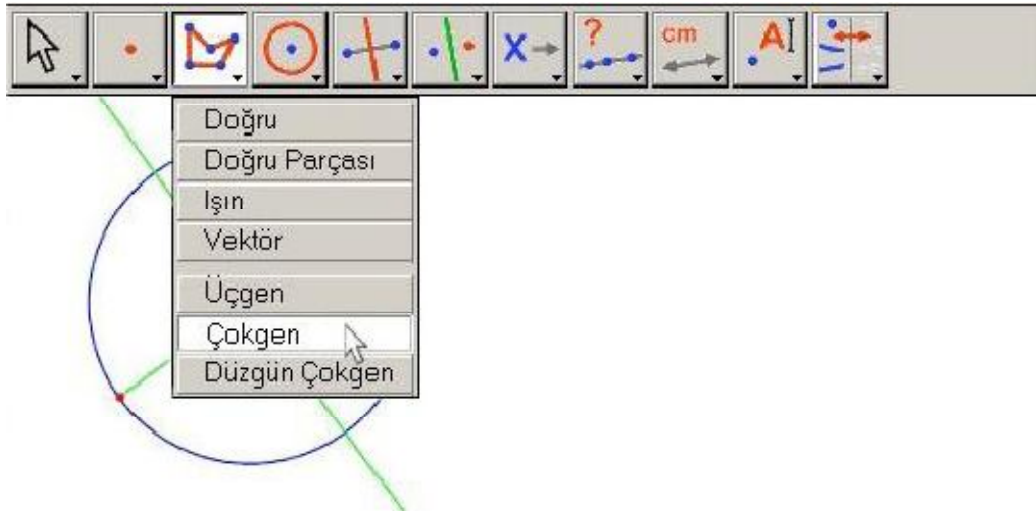 X
?
cm
A
Doğru
Doğru Parçası
Işın
Vektör
Üçgen
Çokgen
Düzgün Çokgen